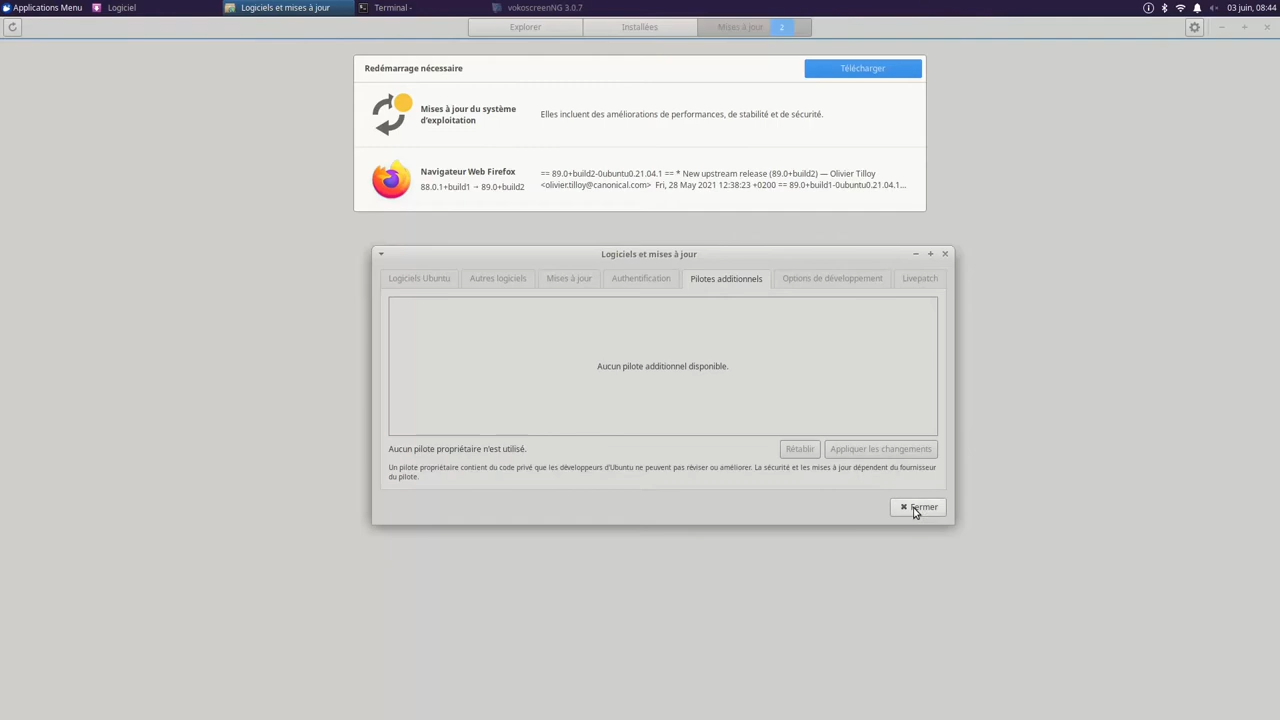 Applications Menu
Logiciel
Logiciels et mises à jour
Terminal -
vokoscreenNG 3.0.7
03 juin, 08:44
Explorer
Installées
Mises à jour 2
Redémarrage nécessaire
Télécharger
Mises à jour du système
d'exploitation
Elles incluent des améliorations de performances, de stabilité et de sécurité.
Navigateur Web Firefox
88.0.1+build1 → 89.0+build2
== 89.0+build2-0ubuntu0.21.04.1 == * New upstream release (89.0+build2) — Olivier Tilloy
<olivier.tilloy@canonical.com>  Fri, 28 May 2021 12:38:23 +0200 == 89.0+build1-0ubuntu0.21.04.1...
Logiciels et mises à jour
Logiciels Ubuntu
Autres logiciels
Mises à jour
Authentification
Pilotes additionnels
Options de développement
Livepatch
Aucun pilote additionnel disponible.
Aucun pilote propriétaire n'est utilisé.
Rétablir
Appliquer les changements
Un pilote propriétaire contient du code privé que les développeurs d'Ubuntu ne peuvent pas réviser ou améliorer. La sécurité et les mises à jour dépendent du fournisseur
du pilote.
Fermer